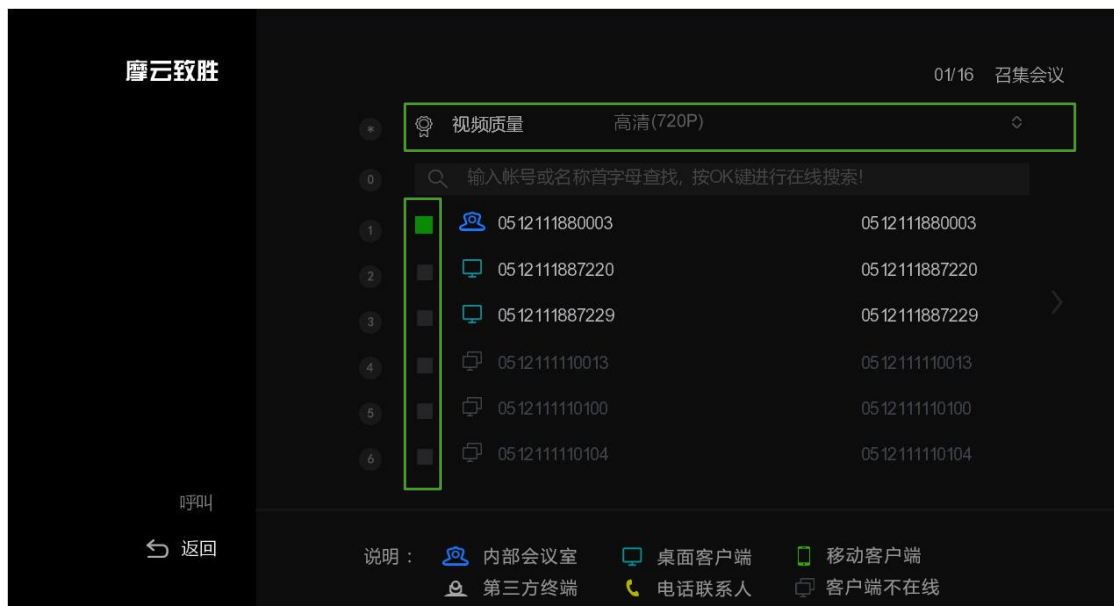 摩云致胜
01/16 召集会议
* 视频质量 高清(720P)
0 输入帐号或名称首字母查找, 按OK键进行在线搜索!
1 0512111880003 0512111880003
2 0512111887220 0512111887220
3 0512111887229 0512111887229
4 0512111110013 0512111110013
5 0512111110100 0512111110100
6 0512111110104 0512111110104
呼叫
返回
说明: 内部会议室 桌面客户端 移动客户端
第三方终端 电话联系人 客户端不在线